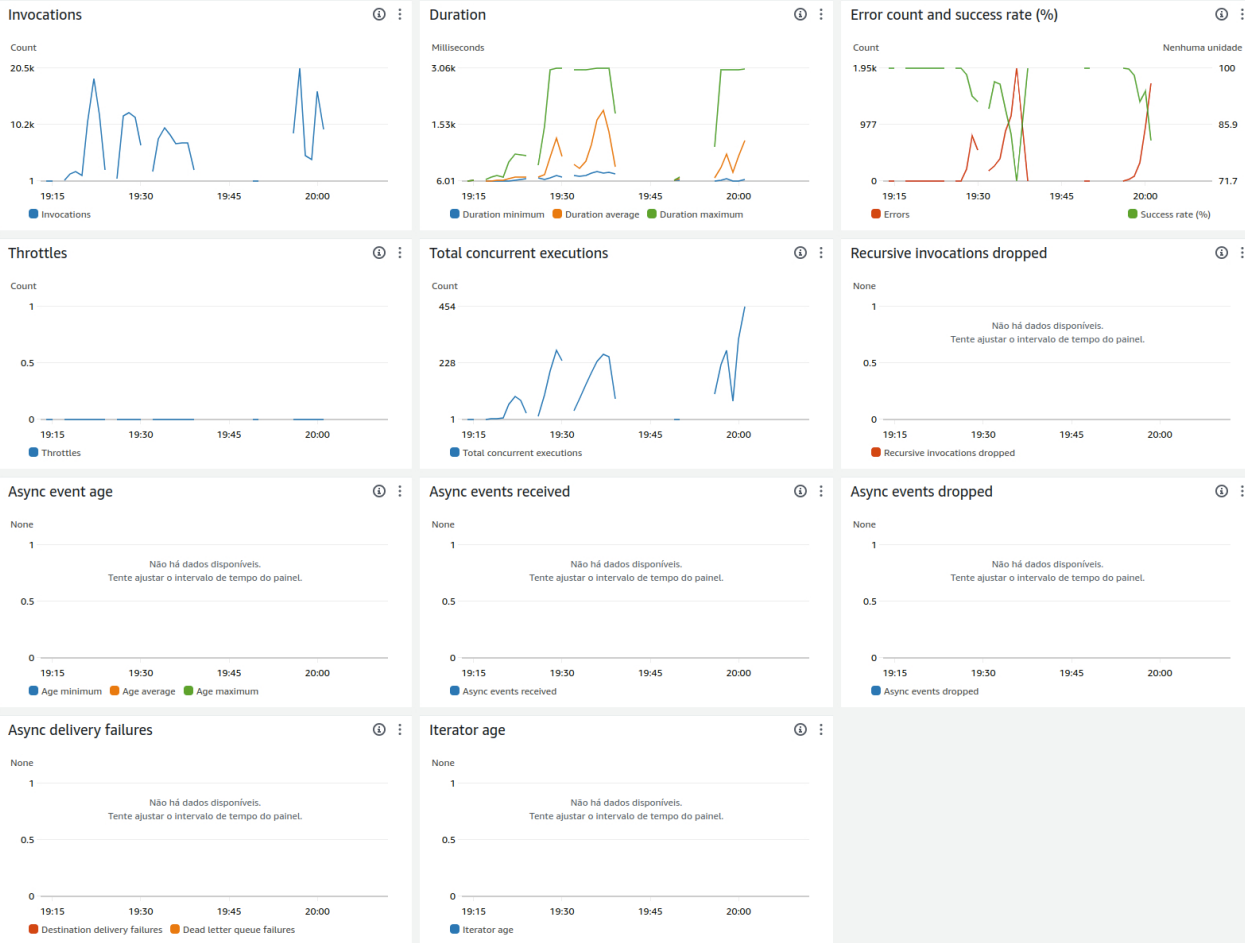 Invocations
Count
20.5k
10.2k
1
19:15 19:30 19:45 20:00
Invocations
Duration
Milliseconds
3.06k
1.53k
6.01
19:15 19:30 19:45 20:00
Duration minimum Duration average Duration maximum
Error count and success rate (%)
Count Nenhuma unidade
1.95k 100
977 85.9
0 71.7
19:15 19:30 19:45 20:00
Errors Success rate (%)
Throttles
Count
1
0.5
0
19:15 19:30 19:45 20:00
Throttles
Total concurrent executions
Count
454
228
1
19:15 19:30 19:45 20:00
Total concurrent executions
Recursive invocations dropped
None
1
Não há dados disponíveis.
Tente ajustar o intervalo de tempo do painel.
0.5
0
19:15 19:30 19:45 20:00
Recursive invocations dropped
Async event age
None
1
Não há dados disponíveis.
Tente ajustar o intervalo de tempo do painel.
0.5
0
19:15 19:30 19:45 20:00
Age minimum Age average Age maximum
Async events received
None
1
Não há dados disponíveis.
Tente ajustar o intervalo de tempo do painel.
0.5
0
19:15 19:30 19:45 20:00
Async events received
Async events dropped
None
1
Não há dados disponíveis.
Tente ajustar o intervalo de tempo do painel.
0.5
0
19:15 19:30 19:45 20:00
Async events dropped
Async delivery failures
None
1
Não há dados disponíveis.
Tente ajustar o intervalo de tempo do painel.
0.5
0
19:15 19:30 19:45 20:00
Destination delivery failures Dead letter queue failures
Iterator age
None
1
Não há dados disponíveis.
Tente ajustar o intervalo de tempo do painel.
0.5
0
19:15 19:30 19:45 20:00
Iterator age